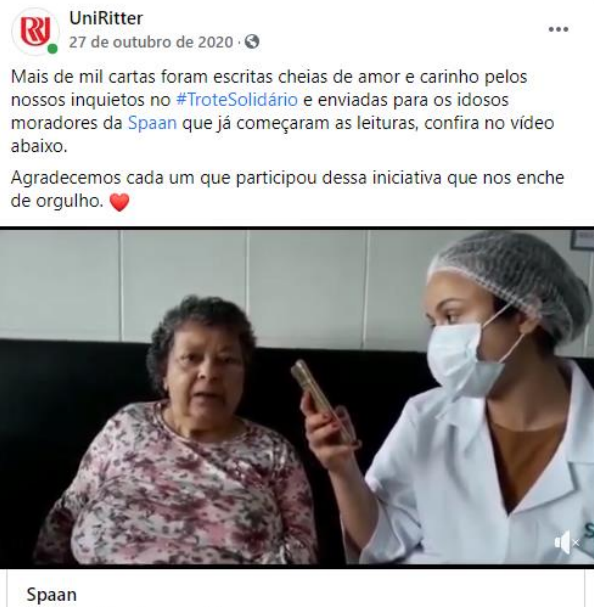 UniRitter
27 de outubro de 2020 ·
Mais de mil cartas foram escritas cheias de amor e carinho pelos
nossos inquietos no #TroteSolidário e enviadas para os idosos
moradores da Spaan que já começaram as leituras, confira no vídeo
abaixo.
Agradecemos cada um que participou dessa iniciativa que nos enche
de orgulho. ❤️
Spaan